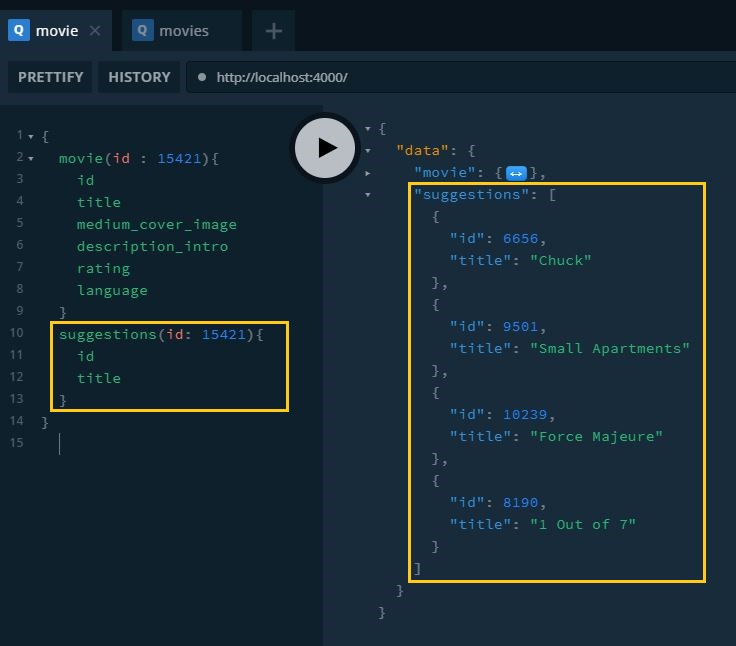 Q movie ×
Q movies
+
PRETTIFY HISTORY http://localhost:4000/
1 {
2 movie(id : 15421){
3 id
4 title
5 medium_cover_image
6 description_intro
7 rating
8 language
9 }
10 suggestions(id: 15421){
11 id
12 title
13 }
14 }
15
{
"data": {
"movie": {↔},
"suggestions": [
{
"id": 6656,
"title": "Chuck"
},
{
"id": 9501,
"title": "Small Apartments"
},
{
"id": 10239,
"title": "Force Majeure"
},
{
"id": 8190,
"title": "1 Out of 7"
}
]
}
}